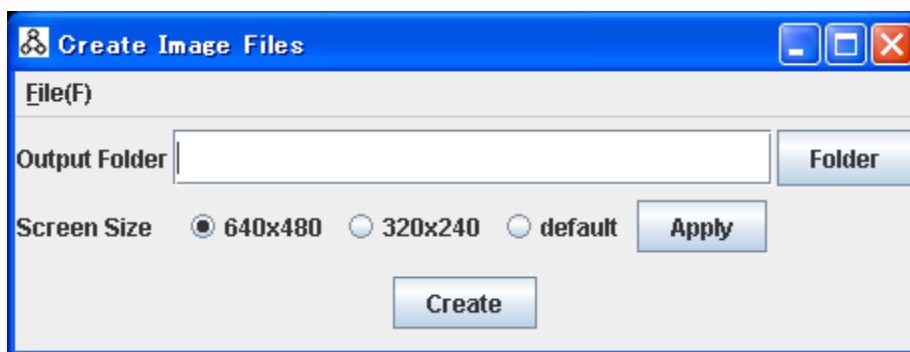 Create Image Files
File(F)
Output Folder Folder
Screen Size 640x480 320x240 default Apply
Create